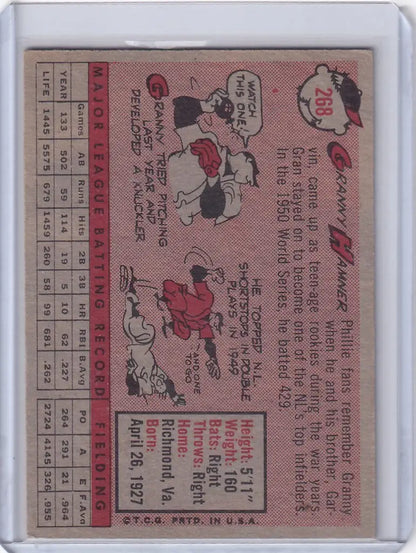 268
GRANNY HAMNER
Phillie fans remember Granny
when he and his brother, Gar-
vin, came up as teen-age rookies during the war years.
Gran stayed on to become one of the NL's top infielders.
In the 1950 World Series, he batted 429.
WATCH
THIS ONE!
GRANNY TRIED PITCHING
LAST YEAR AND
DEVELOPED A KNUCKLER
HE TOPPED N.L.
SHORTSTOPS IN DOUBLE
PLAYS IN 1949
AND ONE
TO GO
Height: 5'11"
Weight: 160
Bats: Right
Throws: Right
Home:
Richmond, Va.
Born:
April 26, 1927
MAJOR LEAGUE BATTING RECORD FIELDING
Games AB Runs Hits 2B 3B HR RBI B.Avg PO A E F.Avg
YEAR 133 502 59 114 19 5 10 62 .227 264 291 21 .964
LIFE 1445 5575 679 1459 260 58 99 681 .262 2724 4145 326 .955
© T.C.G. PRTD. IN U.S.A.